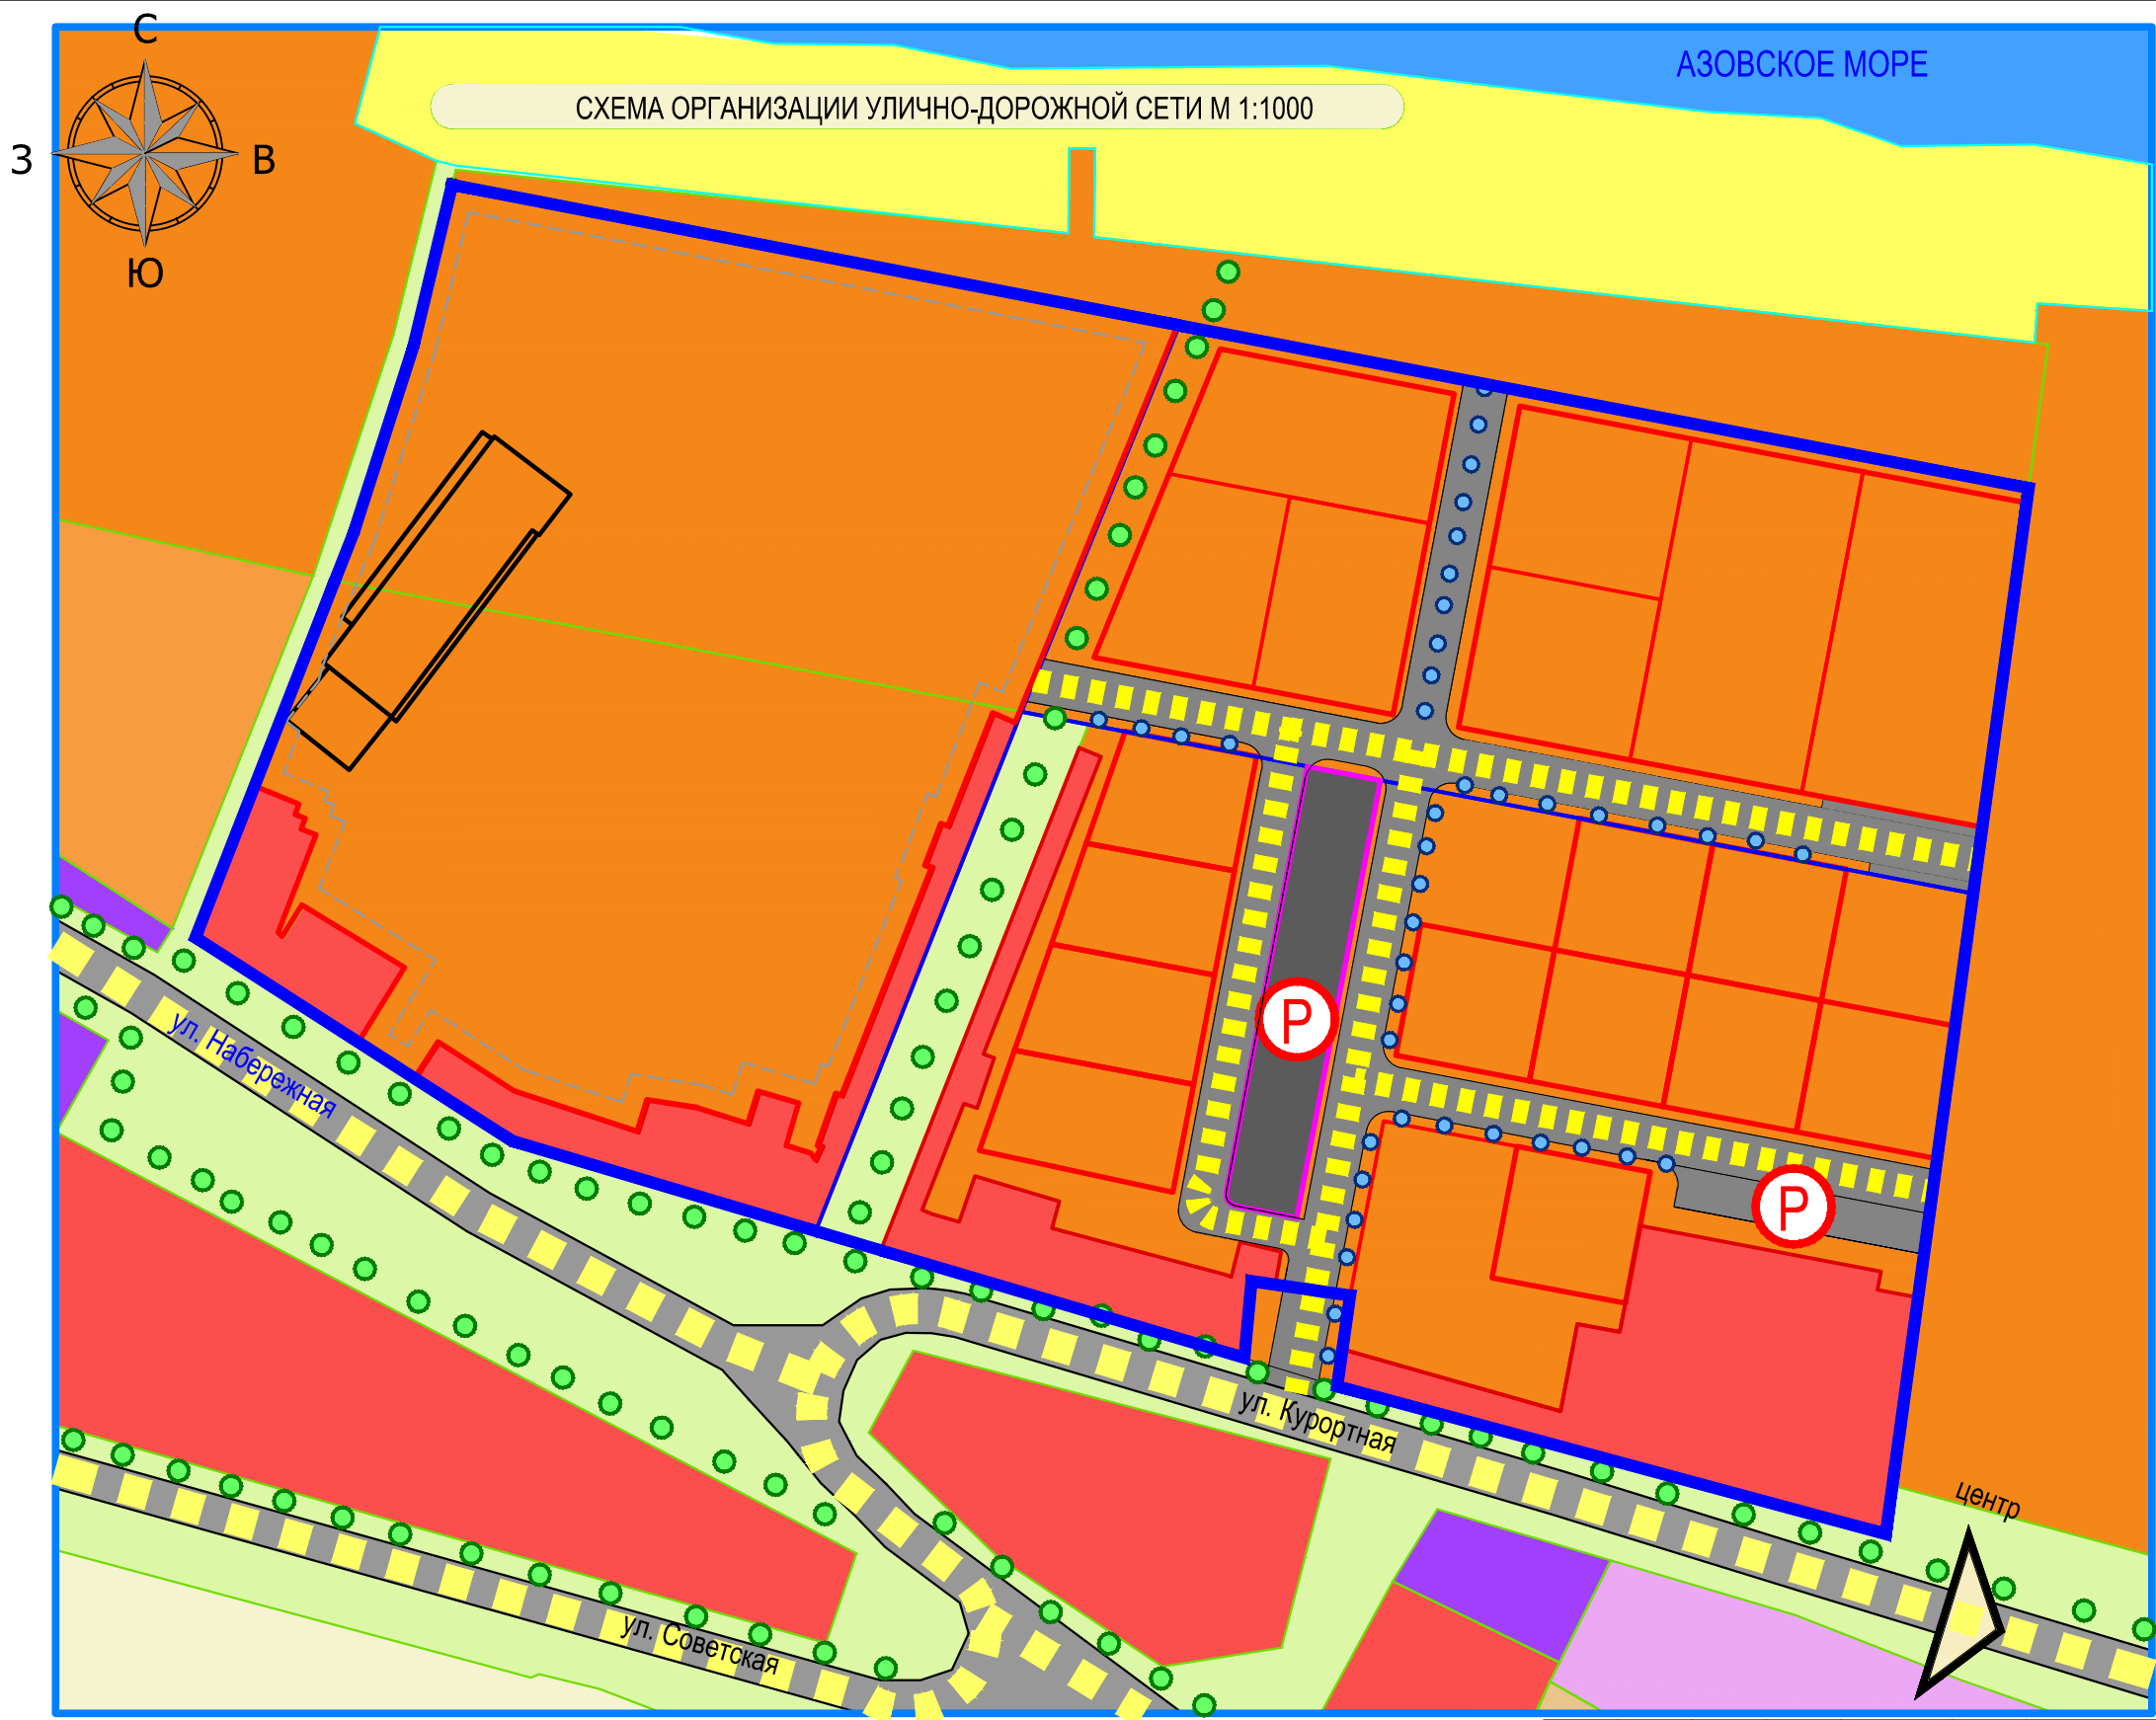 С
АЗОВСКОЕ МОРЕ
СХЕМА ОРГАНИЗАЦИИ УЛИЧНО-ДОРОЖНОЙ СЕТИ М 1:1000
З
В
Ю
Р
Р
ул. Набережная
ул. Курортная
центр
ул. Советская